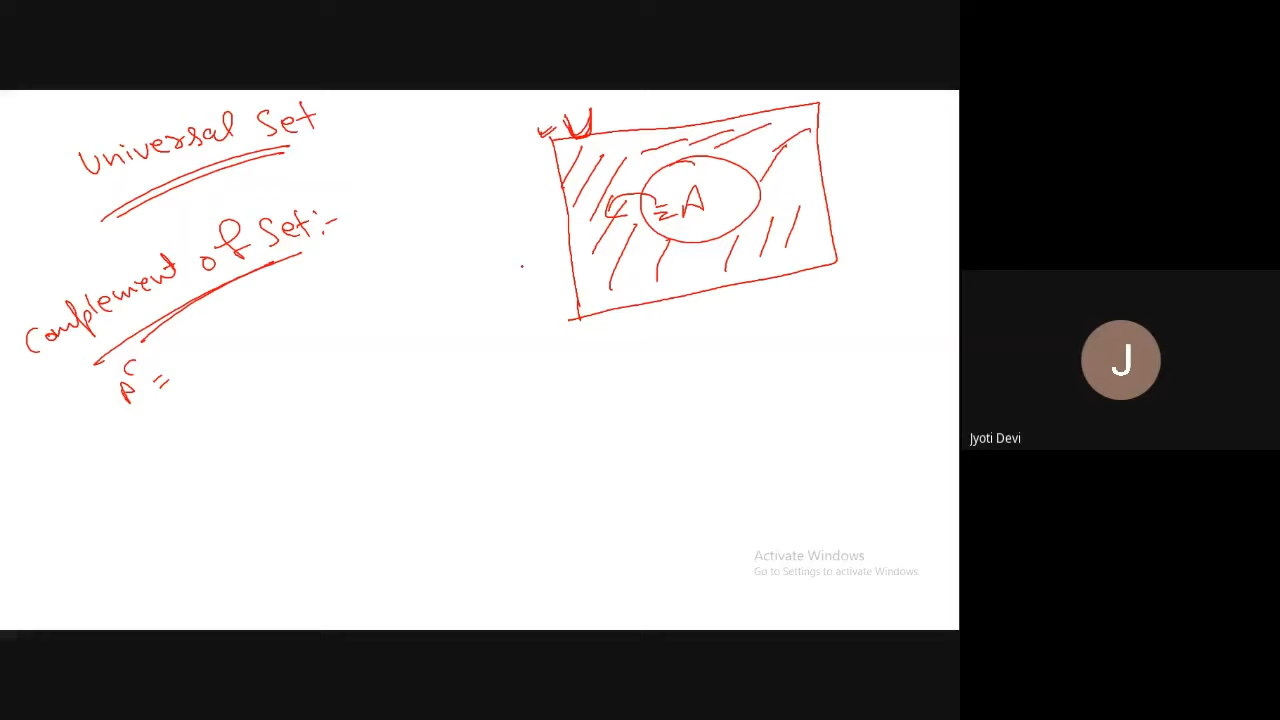 Universal Set
Complement of Set:-
A^c =
U
A
J
Jyoti Devi
Activate Windows
Go to Settings to activate Windows.